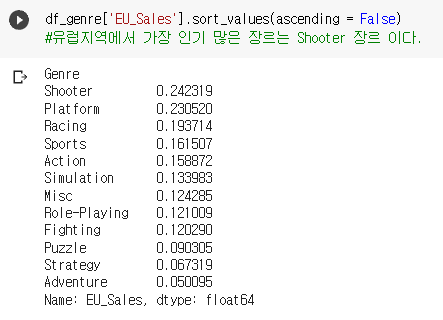 df_genre['EU_Sales'].sort_values(ascending = False)
#유럽지역에서 가장 인기 많은 장르는 Shooter 장르 이다.
Genre
Shooter 0.242319
Platform 0.230520
Racing 0.193714
Sports 0.161507
Action 0.158872
Simulation 0.133983
Misc 0.124285
Role-Playing 0.121009
Fighting 0.120290
Puzzle 0.090305
Strategy 0.067319
Adventure 0.050095
Name: EU_Sales, dtype: float64